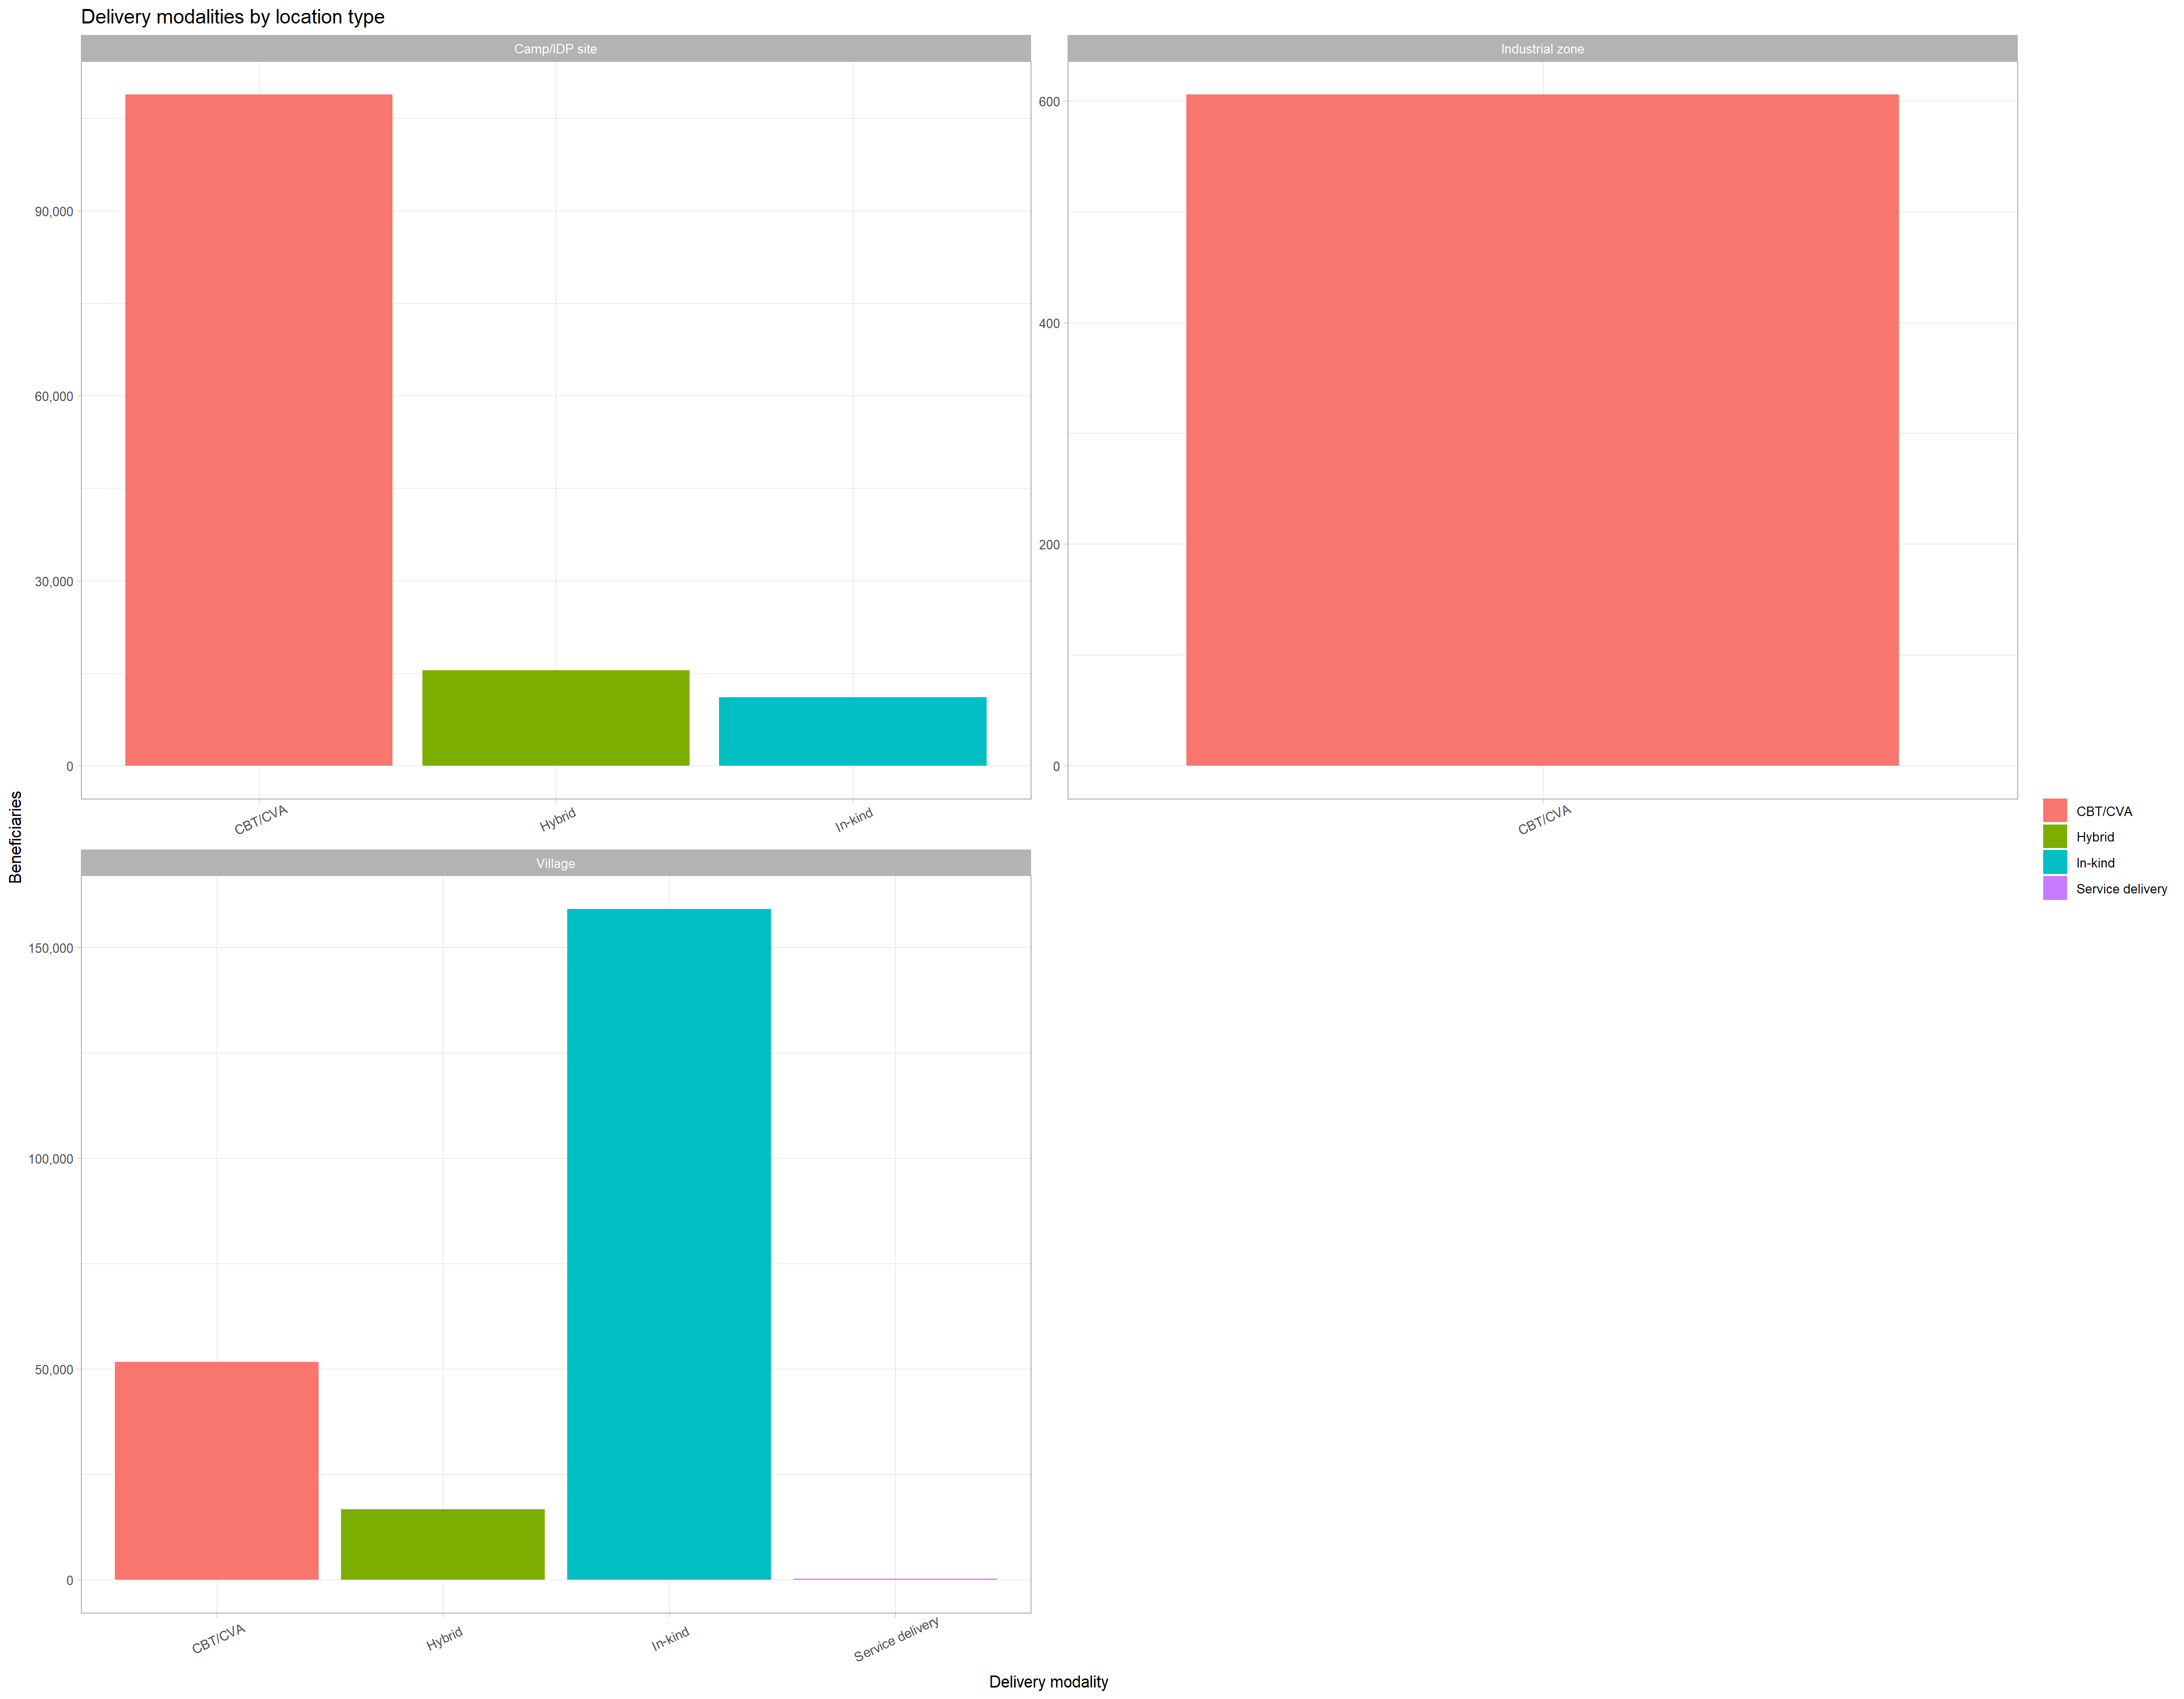 Delivery modalities by location type
Camp/IDP site
Industrial zone
90,000
60,000
30,000
0
CBT/CVA
Hybrid
In-kind
600
400
200
0
CBT/CVA
Beneficiaries
Village
150,000
100,000
50,000
0
CBT/CVA
Hybrid
In-kind
Service delivery
Delivery modality
CBT/CVA
Hybrid
In-kind
Service delivery